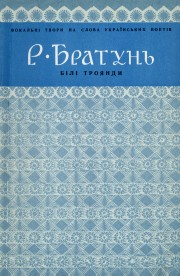 ВОКАЛЬНІ ТВОРИ НА СЛОВА УКРАЇНСЬКИХ ПОЕТІВ
Р·БРАТУНЬ
БІЛІ ТРОЯНДИ